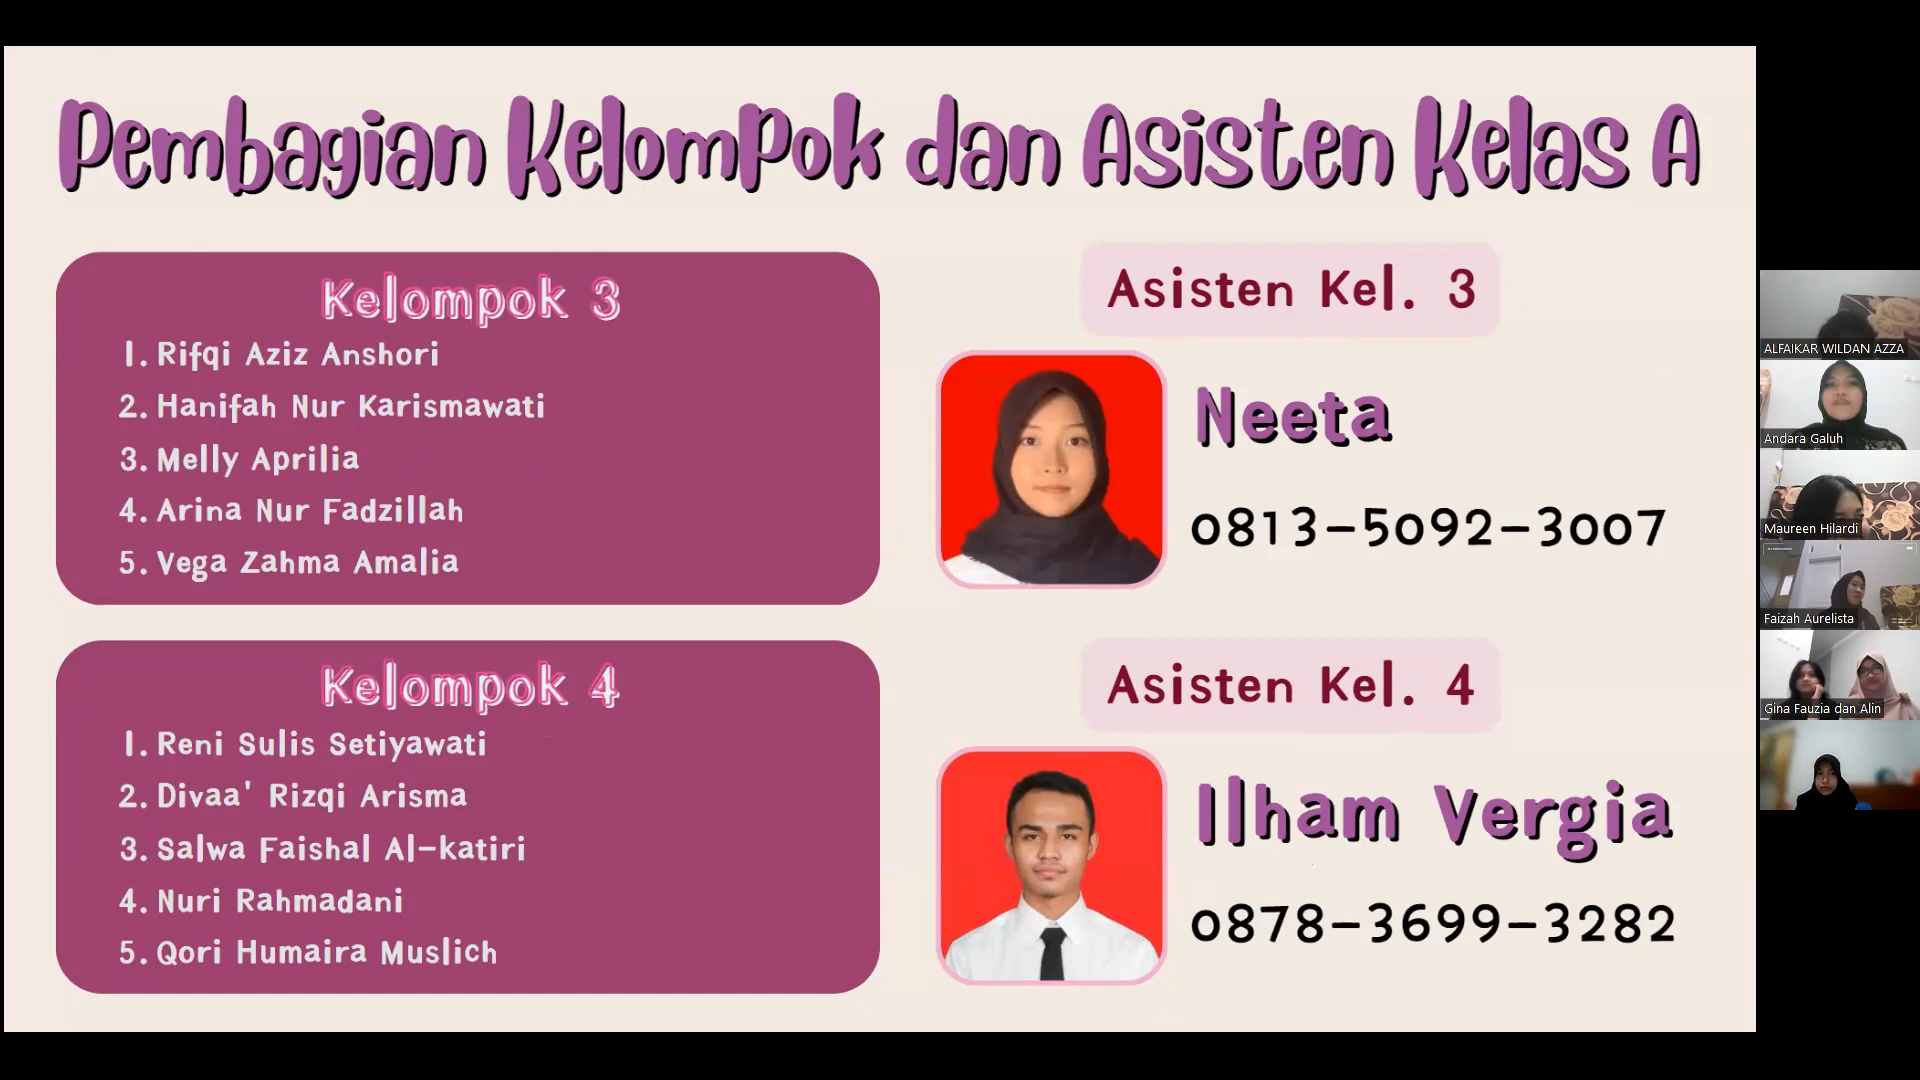 Pembagian Kelompok dan Asisten Kelas A
Kelompok 3
1. Rifqi Aziz Anshori
2. Hanifah Nur Karismawati
3. Melly Aprilia
4. Arina Nur Fadzillah
5. Vega Zahma Amalia
Asisten Kel. 3
Neeta
0813-5092-3007
Kelompok 4
1. Reni Sulis Setiyawati
2. Divaa' Rizqi Arisma
3. Salwa Faishal Al-katiri
4. Nuri Rahmadani
5. Qori Humaira Muslich
Asisten Kel. 4
Ilham Vergia
0878-3699-3282
ALFAIKAR WILDAN AZZA
Andara Galuh
Maureen Hilardi
Faizah Aurelista
Gina Fauzia dan Alin